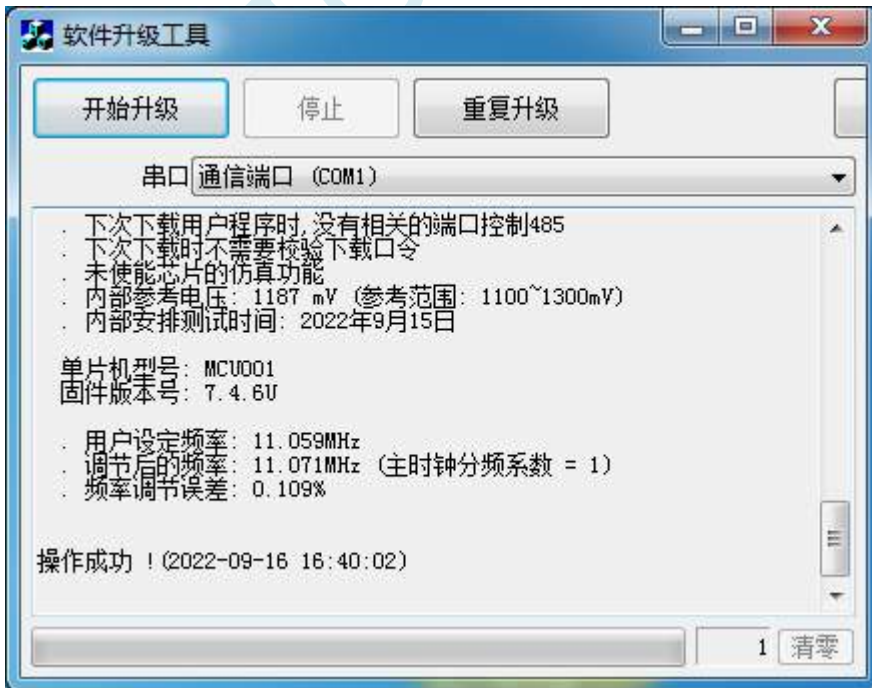 软件升级工具
开始升级
停止
重复升级
串口 通信端口 (COM1)
. 下次下载用户程序时,没有相关的端口控制485
. 下次下载时不需要校验下载口令
. 未使能芯片的仿真功能
. 内部参考电压: 1187 mV (参考范围: 1100~1300mV)
. 内部安排测试时间: 2022年9月15日
单片机型号: MCU001
固件版本号: 7.4.6U
. 用户设定频率: 11.059MHz
. 调节后的频率: 11.071MHz (主时钟分频系数 = 1)
. 频率调节误差: 0.109%
操作成功 !(2022-09-16 16:40:02)
1 清零